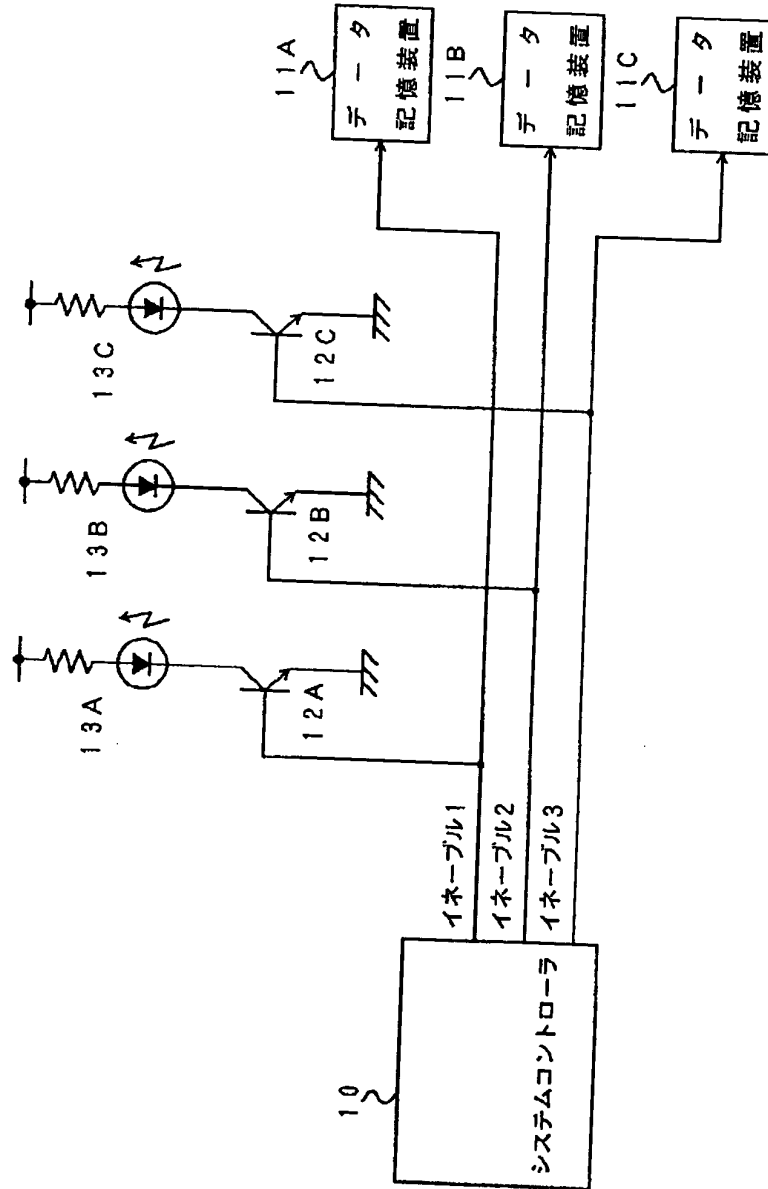 10
システムコントローラ
イネーブル1
イネーブル2
イネーブル3
13A
13B
13C
12A
12B
12C
11A
データ
記憶装置
11B
データ
記憶装置
11C
データ
記憶装置